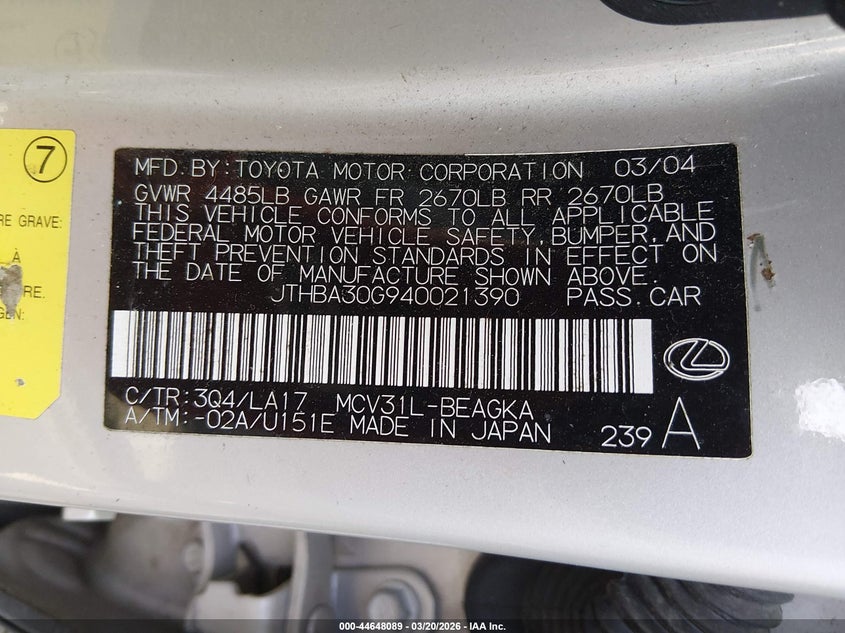 7
MFD. BY: TOYOTA MOTOR CORPORATION 03/04
GVWR 4485LB GAWR FR 2670LB RR 2670LB
THIS VEHICLE CONFORMS TO ALL APPLICABLE
FEDERAL MOTOR VEHICLE SAFETY, BUMPER, AND
THEFT PREVENTION STANDARDS IN EFFECT ON
THE DATE OF MANUFACTURE SHOWN ABOVE.
JTHBA30G940021390 PASS. CAR
C/TR: 3Q4/LA17 MCV31L-BEAGKA
A/TM: -02A/U151E MADE IN JAPAN
239 A
RE GRAVE:
À
RE.
GEN:
000-44648089 | 03/20/2026 – IAA Inc.